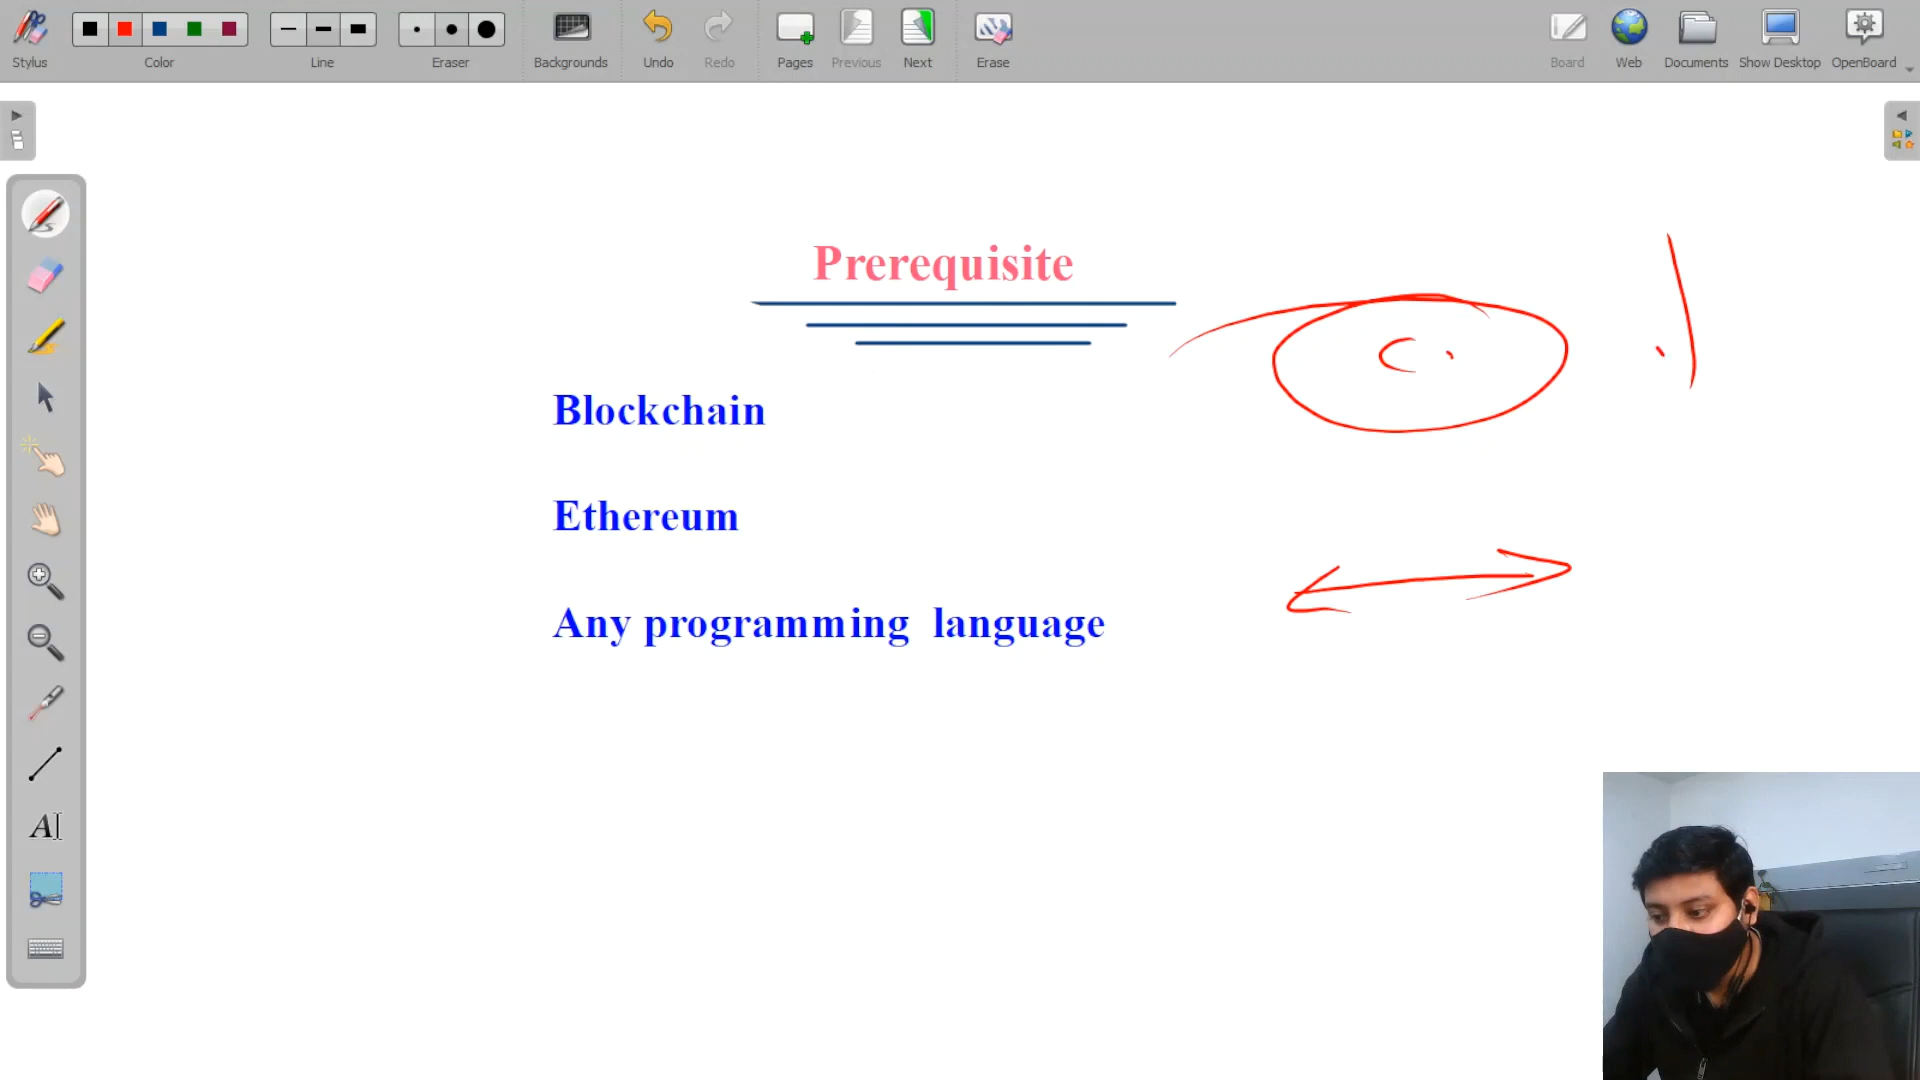 Stylus
Color
Line
Eraser
Backgrounds
Undo
Redo
Pages
Previous
Next
Erase
Board
Web
Documents
Show Desktop
OpenBoard
Prerequisite
Blockchain
Ethereum
Any programming language